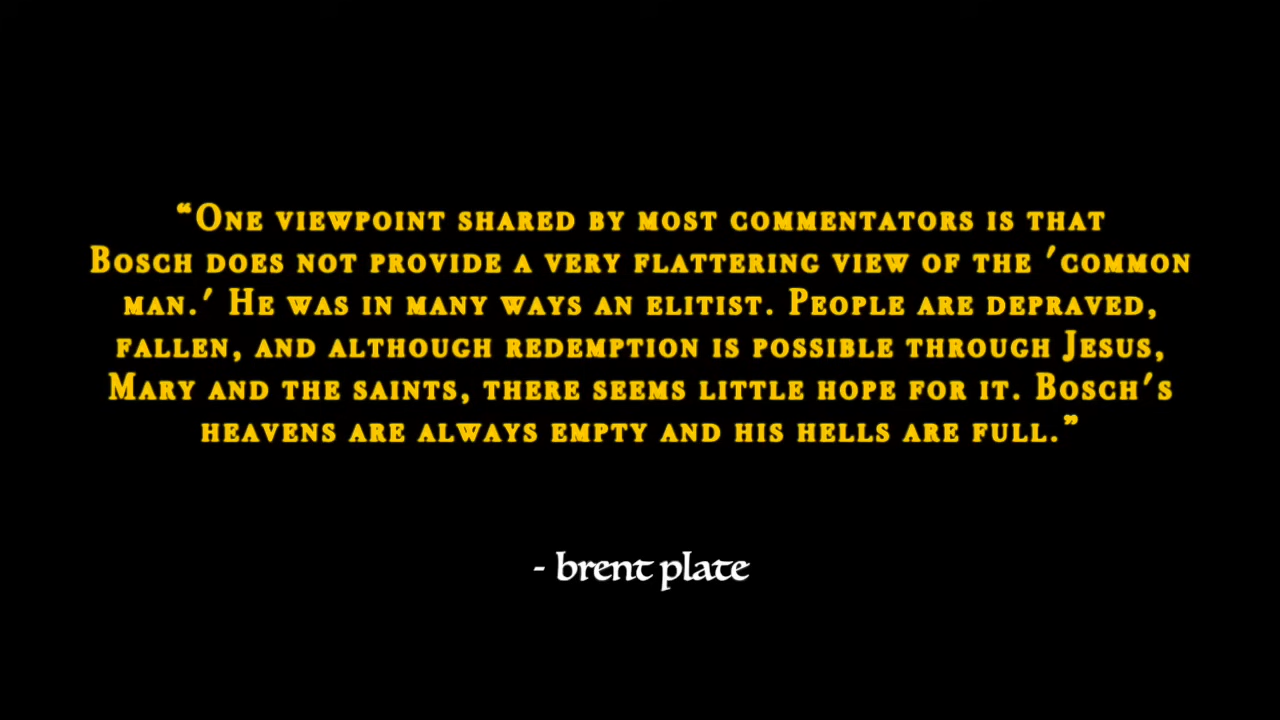 “One viewpoint shared by most commentators is that
Bosch does not provide a very flattering view of the 'common
man.' He was in many ways an elitist. People are depraved,
fallen, and although redemption is possible through Jesus,
Mary and the saints, there seems little hope for it. Bosch's
heavens are always empty and his hells are full.”
- brent plate